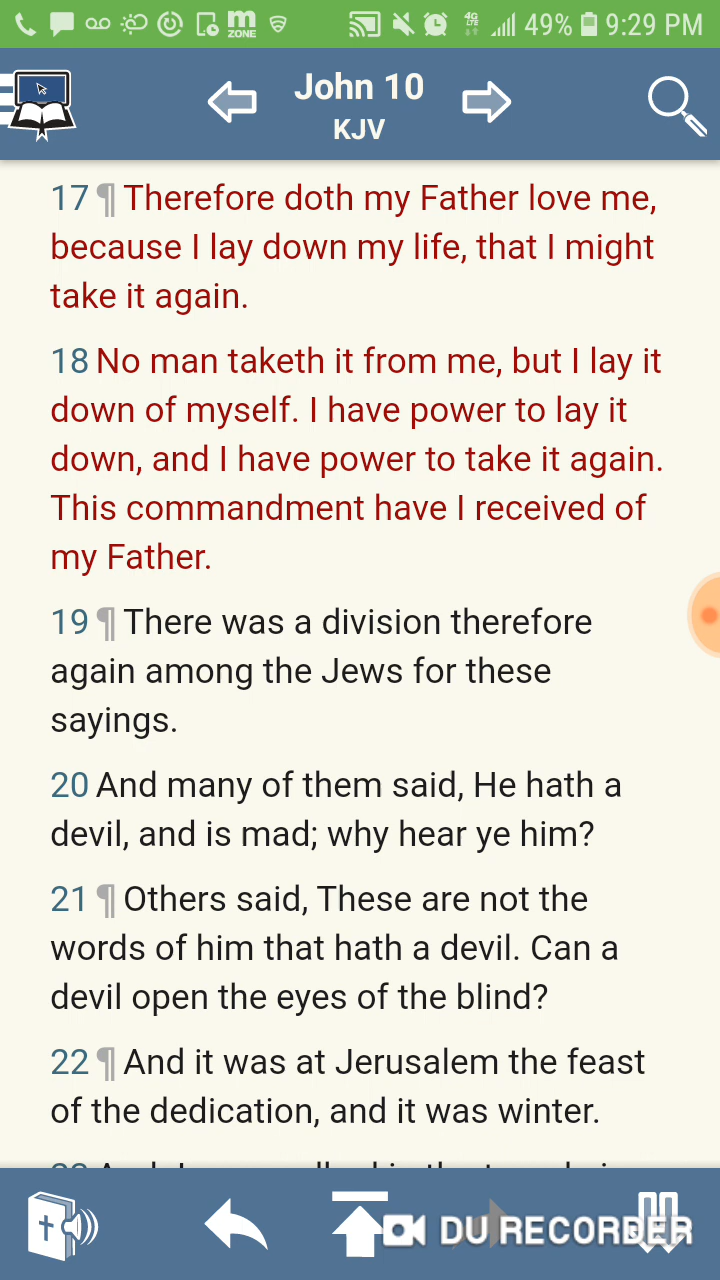 m 4G 49% 9:29 PM
ZONE LTE
John 10
KJV
17 ¶ Therefore doth my Father love me,
because I lay down my life, that I might
take it again.
18 No man taketh it from me, but I lay it
down of myself. I have power to lay it
down, and I have power to take it again.
This commandment have I received of
my Father.
19 ¶ There was a division therefore
again among the Jews for these
sayings.
20 And many of them said, He hath a
devil, and is mad; why hear ye him?
21 ¶ Others said, These are not the
words of him that hath a devil. Can a
devil open the eyes of the blind?
22 ¶ And it was at Jerusalem the feast
of the dedication, and it was winter.
DU RECORDER